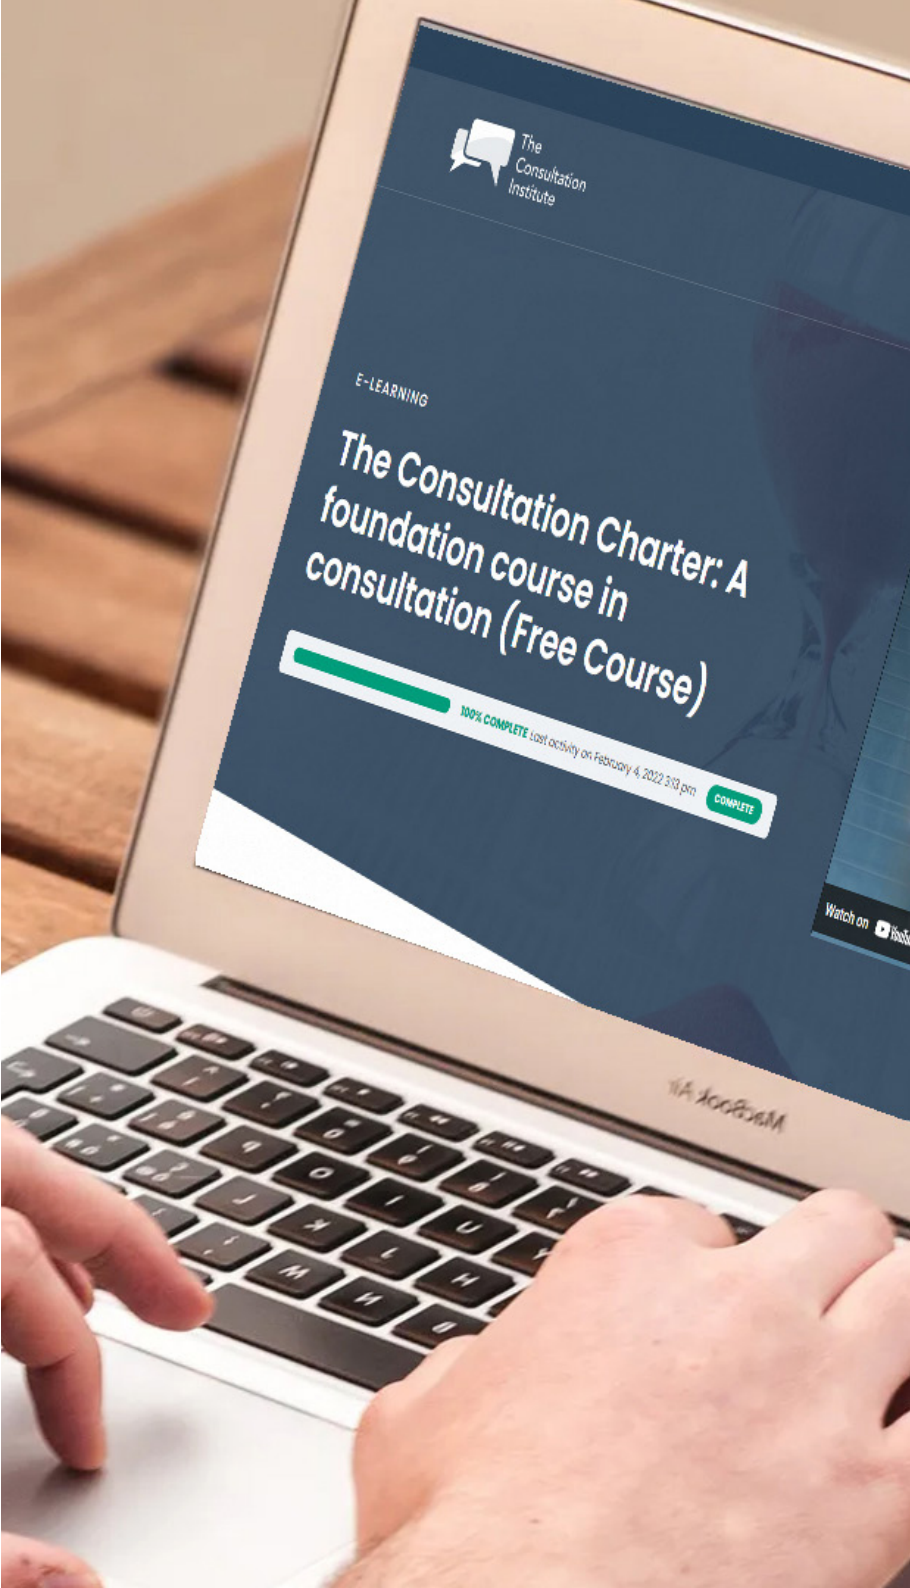 The
Consultation
Institute
E-LEARNING
The Consultation Charter: A
foundation course in
consultation (Free Course)
100% COMPLETE Last activity on February 4, 2022 3:13 pm
COMPLETE
Watch on YouTube
MacBook Air